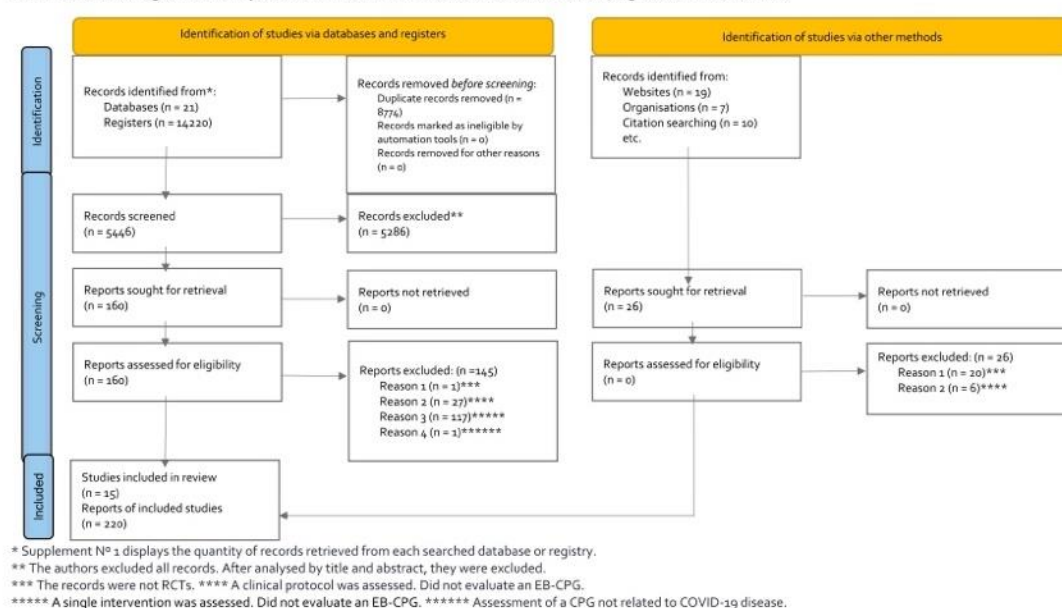 Identification of studies via databases and registers
Identification of studies via other methods
Identification
Records identified from*:
Databases (n = 21)
Registers (n = 14220)
Records removed before screening:
Duplicate records removed (n =
8774)
Records marked as ineligible by
automation tools (n = 0)
Records removed for other reasons
(n = 0)
Records identified from:
Websites (n = 19)
Organisations (n = 7)
Citation searching (n = 10)
etc.
Screening
Records screened
(n = 5446)
Records excluded**
(n = 5286)
Reports sought for retrieval
(n = 160)
Reports not retrieved
(n = 0)
Reports sought for retrieval
(n = 26)
Reports not retrieved
(n = 0)
Reports assessed for eligibility
(n = 160)
Reports excluded: (n =145)
Reason 1 (n = 1)***
Reason 2 (n = 27)****
Reason 3 (n = 117)*****
Reason 4 (n = 1)******
Reports assessed for eligibility
(n = 0)
Reports excluded: (n = 26)
Reason 1 (n = 20)***
Reason 2 (n = 6)****
Included
Studies included in review
(n = 15)
Reports of included studies
(n = 220)
* Supplement Nº 1 displays the quantity of records retrieved from each searched database or registry.
** The authors excluded all records. After analysed by title and abstract, they were excluded.
*** The records were not RCTs. **** A clinical protocol was assessed. Did not evaluate an EB-CPG.
***** A single intervention was assessed. Did not evaluate an EB-CPG. ****** Assessment of a CPG not related to COVID-19 disease.